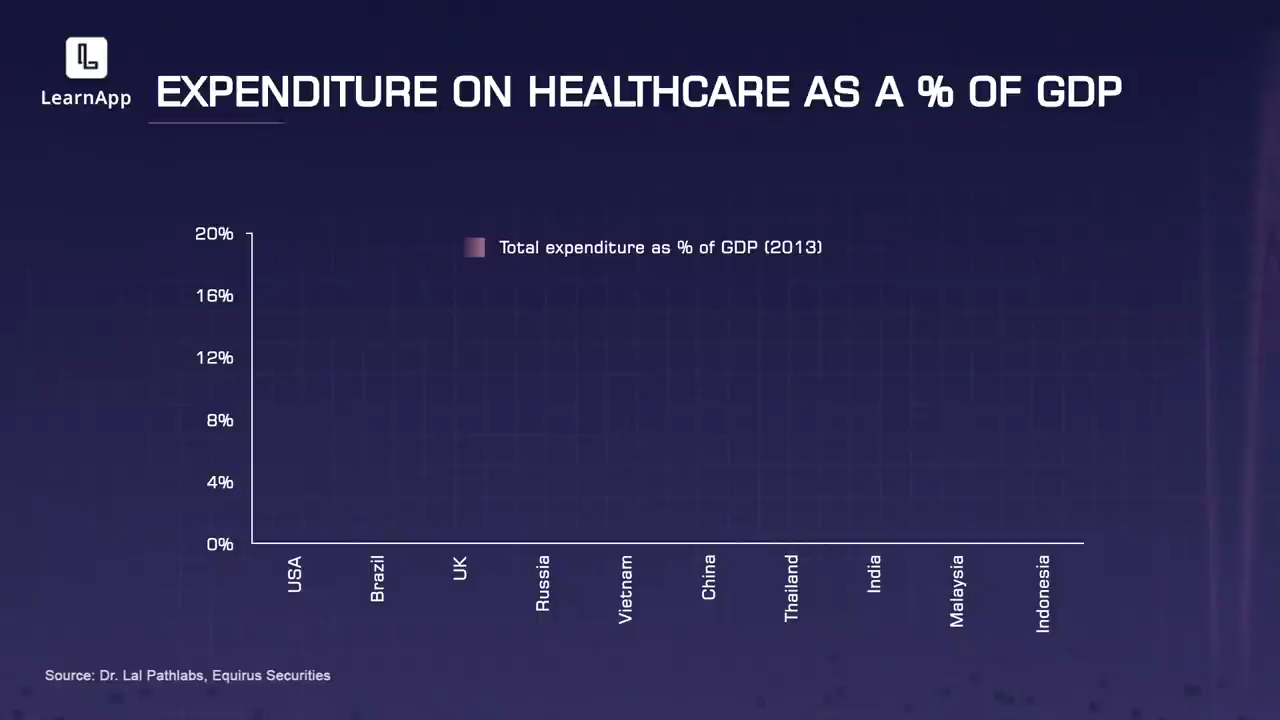 LearnApp
EXPENDITURE ON HEALTHCARE AS A % OF GDP
Total expenditure as % of GDP (2013)
20%
16%
12%
8%
4%
0%
USA
Brazil
UK
Russia
Vietnam
China
Thailand
India
Malaysia
Indonesia
Source: Dr. Lal Pathlabs, Equirus Securities